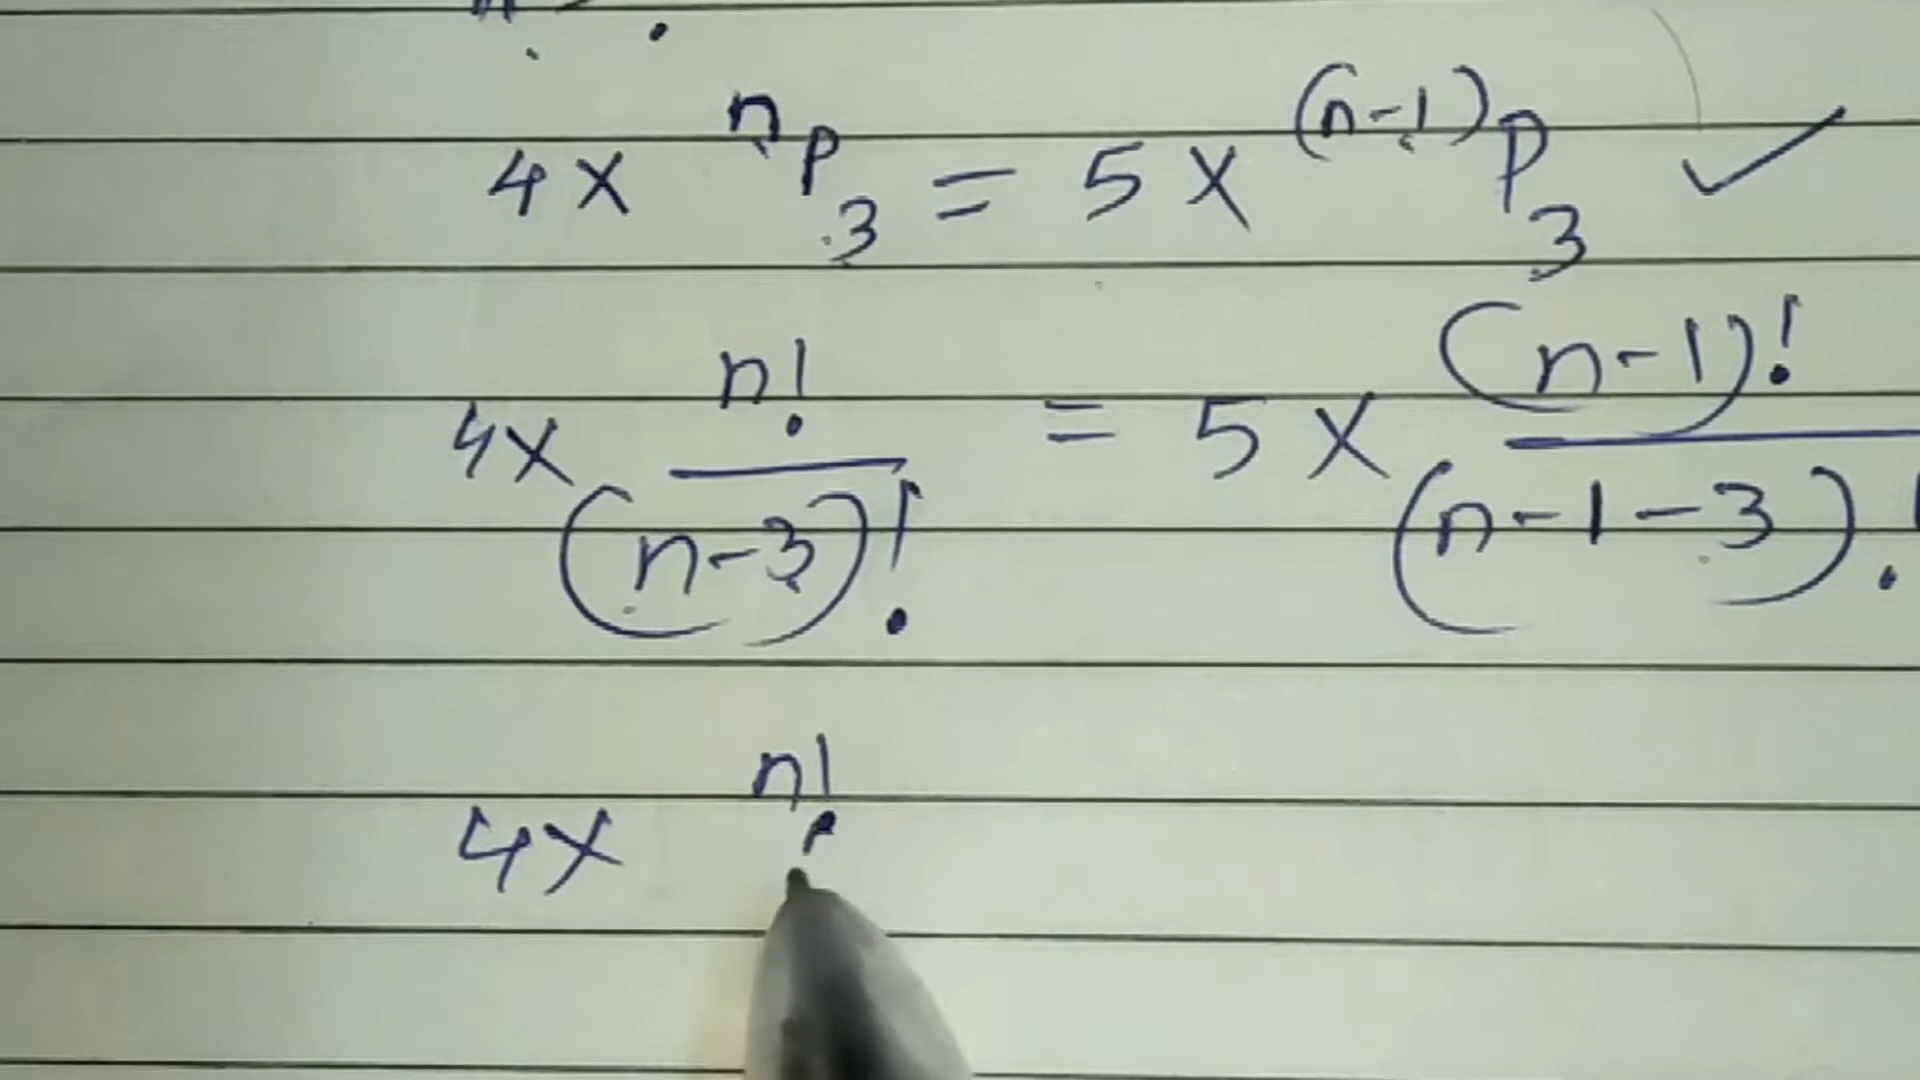 4 x ⁿP₃ = 5 x ⁽ⁿ⁻¹⁾P₃ ✓
4 x n!/(n-3)! = 5 x (n-1)!/(n-1-3)!
4 x n!